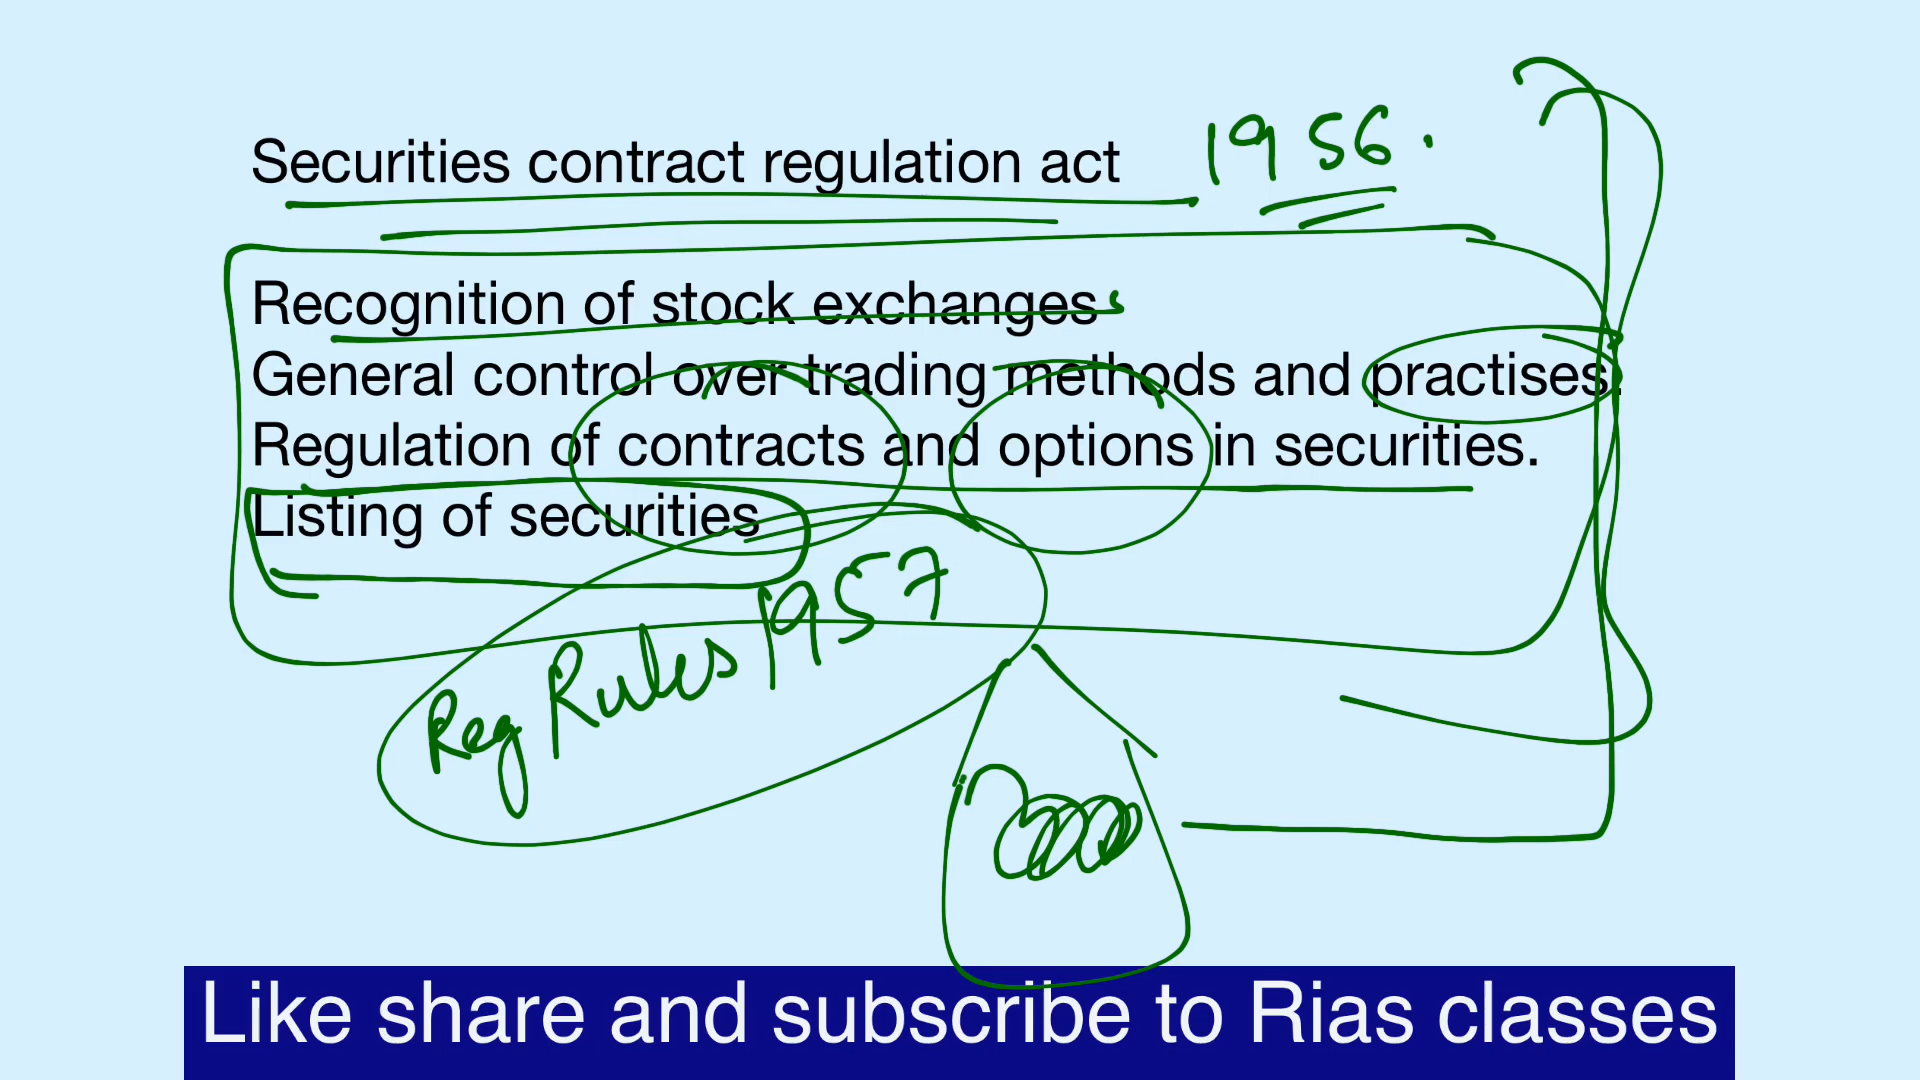 Securities contract regulation act 1956.
Recognition of stock exchanges
General control over trading methods and practises.
Regulation of contracts and options in securities.
Listing of securities
Reg Rules 1957
Like share and subscribe to Rias classes